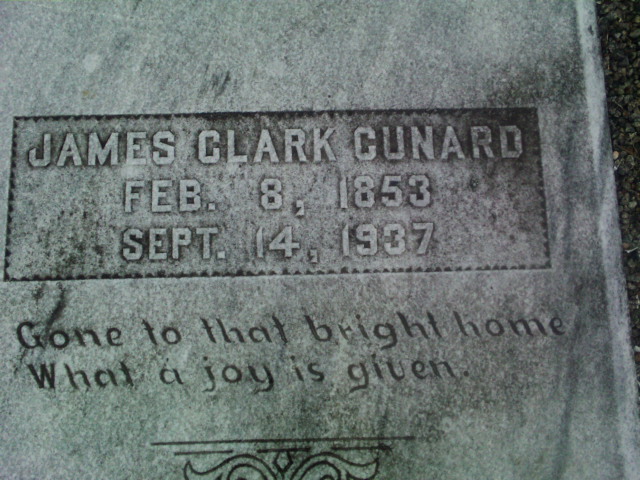 JAMES CLARK CUNARD
FEB. 8, 1853
SEPT. 14, 1937
Gone to that bright home
What a joy is given.